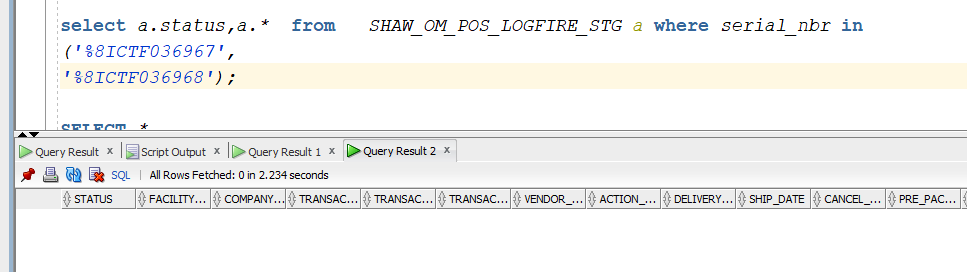 select a.status,a.* from SHAW_OM_POS_LOGFIRE_STG a where serial_nbr in
('%8ICTF036967',
'%8ICTF036968');
SELECT *
Query Result x Script Output x Query Result 1 x Query Result 2 x
SQL | All Rows Fetched: 0 in 2.234 seconds
STATUS FACILITY... COMPANY... TRANSAC... TRANSAC... TRANSAC... VENDOR_... ACTION_... DELIVERY... SHIP_DATE CANCEL_... PRE_PAC...